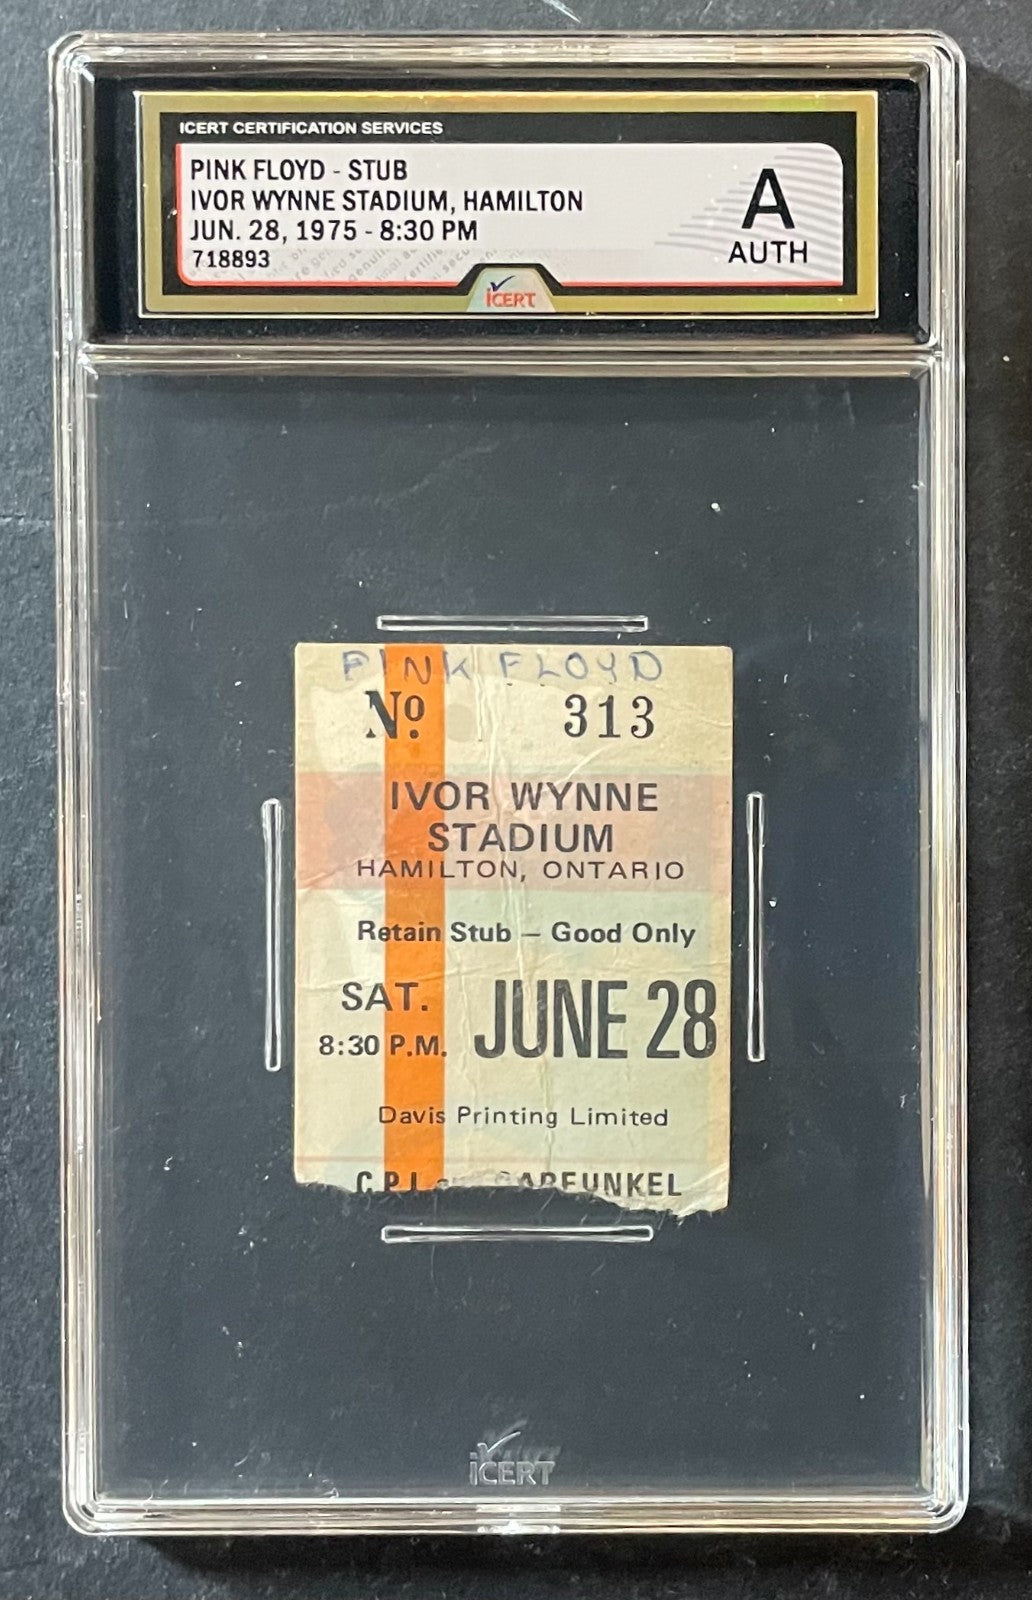 ICERT CERTIFICATION SERVICES
PINK FLOYD - STUB
IVOR WYNNE STADIUM, HAMILTON
JUN. 28, 1975 - 8:30 PM
718893
A
AUTH
iCERT
PINK FLOYD
No. 313
IVOR WYNNE
STADIUM
HAMILTON, ONTARIO
Retain Stub — Good Only
SAT. JUNE 28
8:30 P.M.
Davis Printing Limited
GARFUNKEL
iCERT